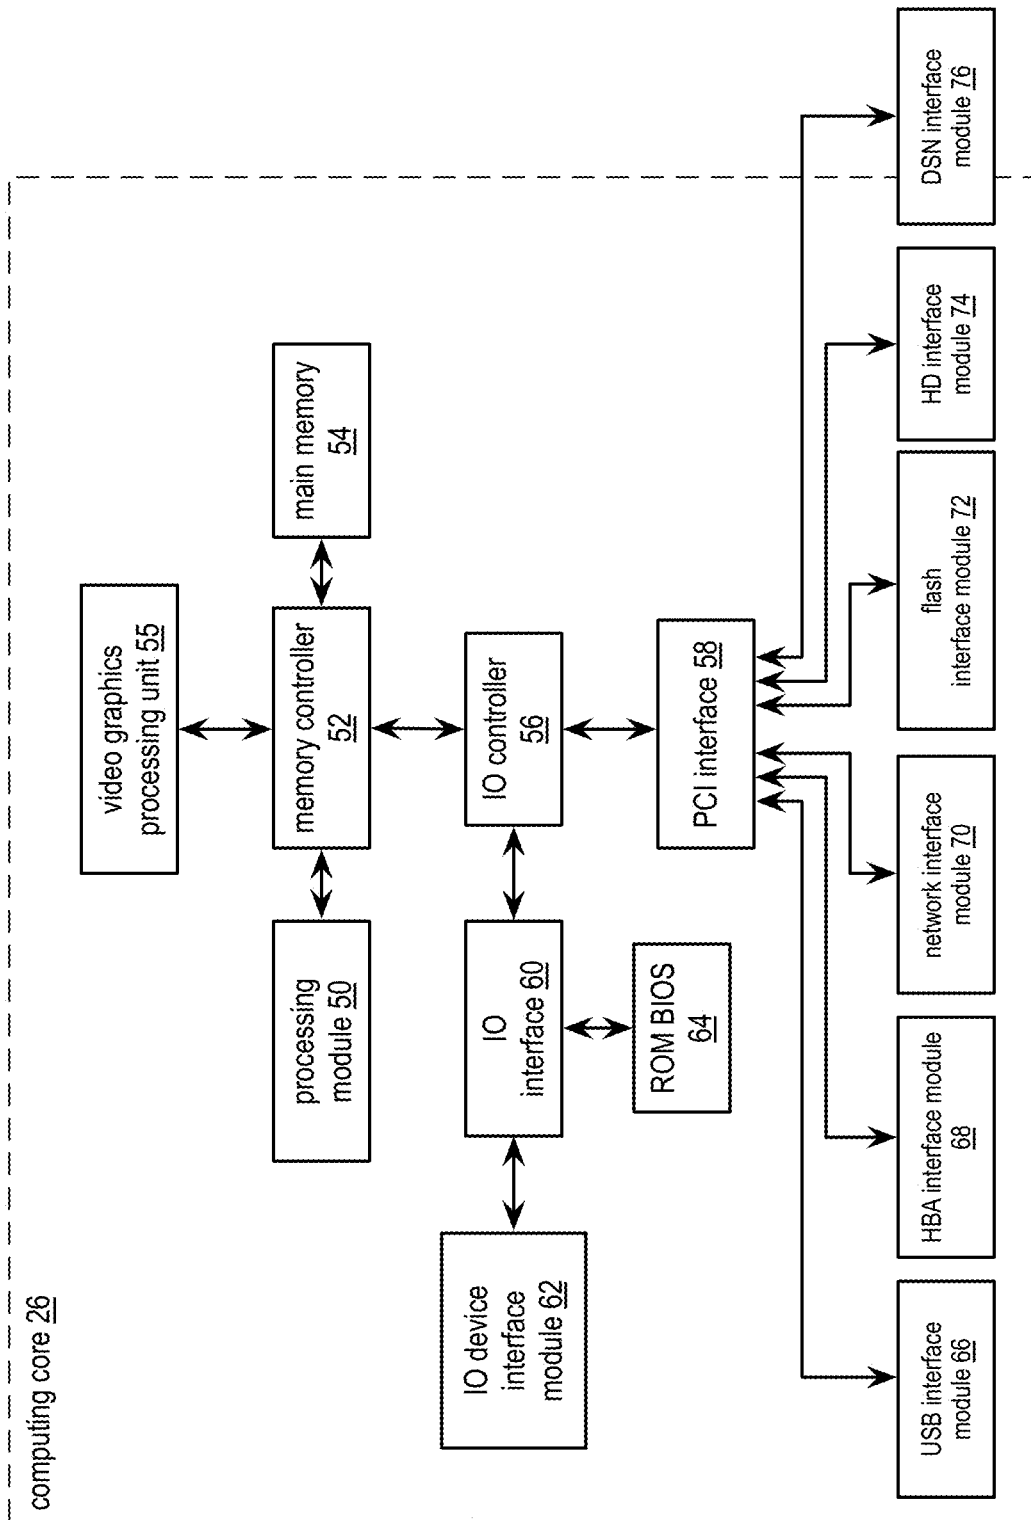 computing core 26
video graphics
processing unit 55
processing
module 50
memory controller
52
main memory
54
IO device
interface
module 62
IO
interface 60
IO controller
56
ROM BIOS
64
PCI interface 58
USB interface
module 66
HBA interface module
68
network interface
module 70
flash
interface module 72
HD interface
module 74
DSN interface
module 76